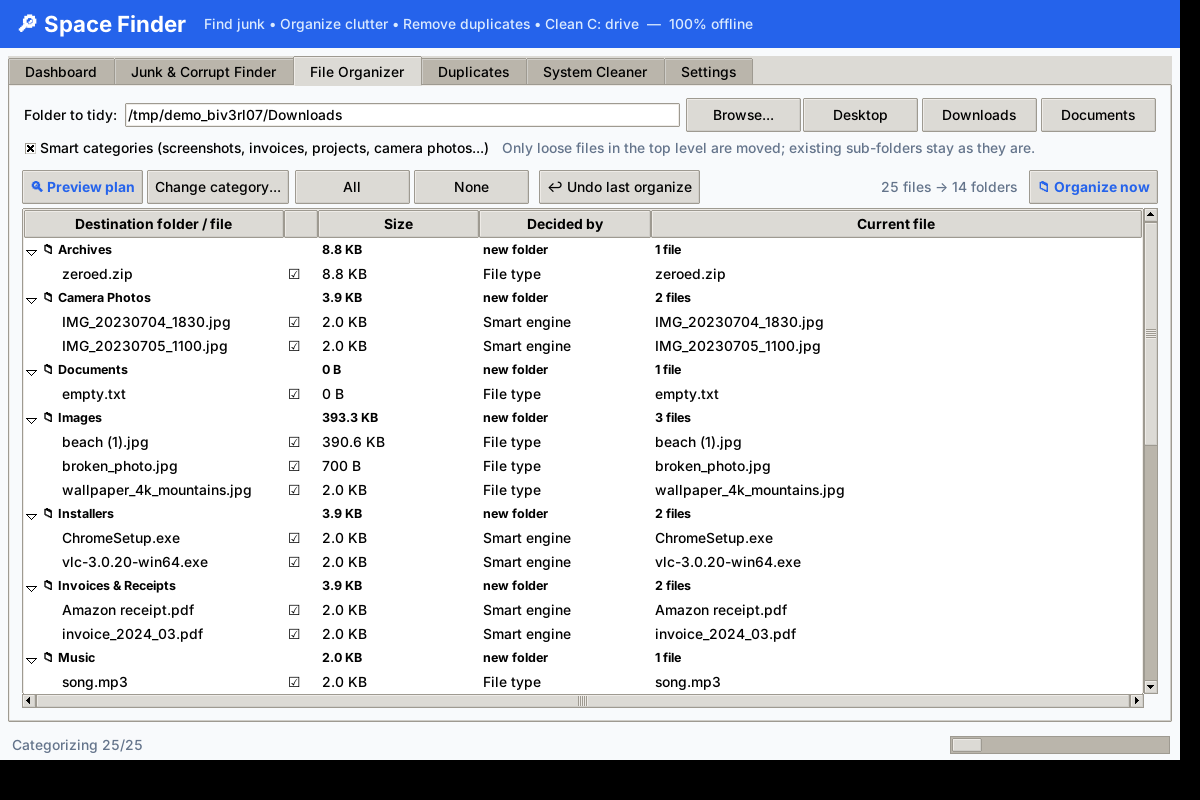 Space Finder Find junk • Organize clutter • Remove duplicates • Clean C: drive — 100% offline
Dashboard Junk & Corrupt Finder File Organizer Duplicates System Cleaner Settings
Folder to tidy: /tmp/demo_biv3rl07/Downloads Browse... Desktop Downloads Documents
Smart categories (screenshots, invoices, projects, camera photos...) Only loose files in the top level are moved; existing sub-folders stay as they are.
Preview plan Change category... All None ↩ Undo last organize 25 files → 14 folders Organize now
Destination folder / file Size Decided by Current file
Archives 8.8 KB new folder 1 file
zeroed.zip ☑ 8.8 KB File type zeroed.zip
Camera Photos 3.9 KB new folder 2 files
IMG_20230704_1830.jpg ☑ 2.0 KB Smart engine IMG_20230704_1830.jpg
IMG_20230705_1100.jpg ☑ 2.0 KB Smart engine IMG_20230705_1100.jpg
Documents 0 B new folder 1 file
empty.txt ☑ 0 B File type empty.txt
Images 393.3 KB new folder 3 files
beach (1).jpg ☑ 390.6 KB File type beach (1).jpg
broken_photo.jpg ☑ 700 B File type broken_photo.jpg
wallpaper_4k_mountains.jpg ☑ 2.0 KB File type wallpaper_4k_mountains.jpg
Installers 3.9 KB new folder 2 files
ChromeSetup.exe ☑ 2.0 KB Smart engine ChromeSetup.exe
vlc-3.0.20-win64.exe ☑ 2.0 KB Smart engine vlc-3.0.20-win64.exe
Invoices & Receipts 3.9 KB new folder 2 files
Amazon receipt.pdf ☑ 2.0 KB Smart engine Amazon receipt.pdf
invoice_2024_03.pdf ☑ 2.0 KB Smart engine invoice_2024_03.pdf
Music 2.0 KB new folder 1 file
song.mp3 ☑ 2.0 KB File type song.mp3
Categorizing 25/25